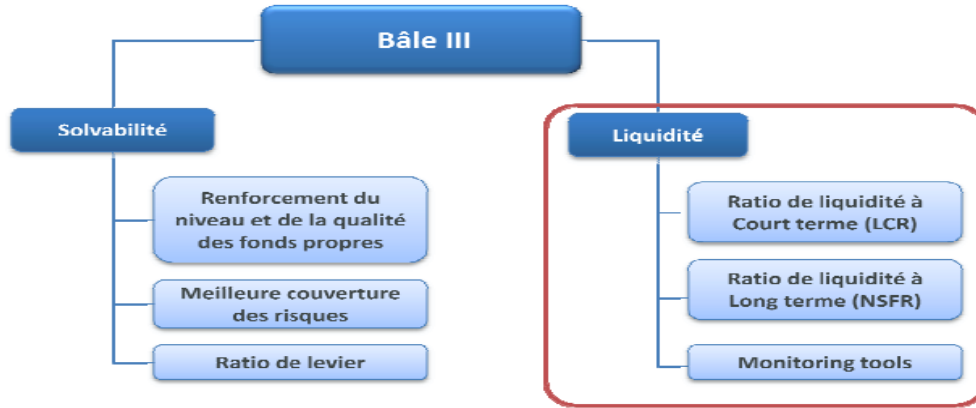 Bâle III
Solvabilité
Renforcement du
niveau et de la qualité
des fonds propres
Meilleure couverture
des risques
Ratio de levier
Liquidité
Ratio de liquidité à
Court terme (LCR)
Ratio de liquidité à
Long terme (NSFR)
Monitoring tools